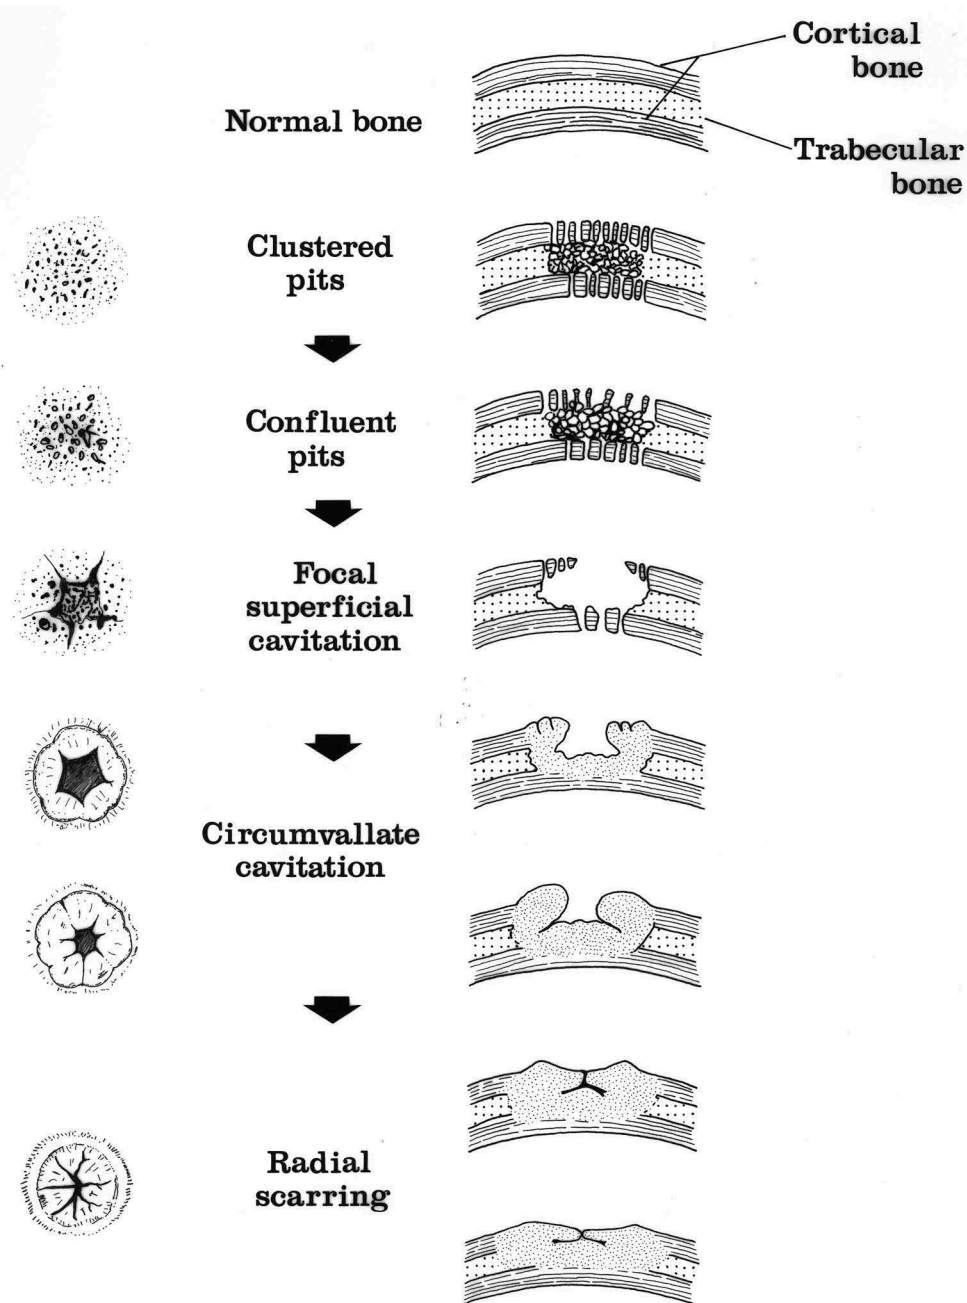 Cortical
bone
Normal bone
Trabecular
bone
Clustered
pits
Confluent
pits
Focal
superficial
cavitation
Circumvallate
cavitation
Radial
scarring